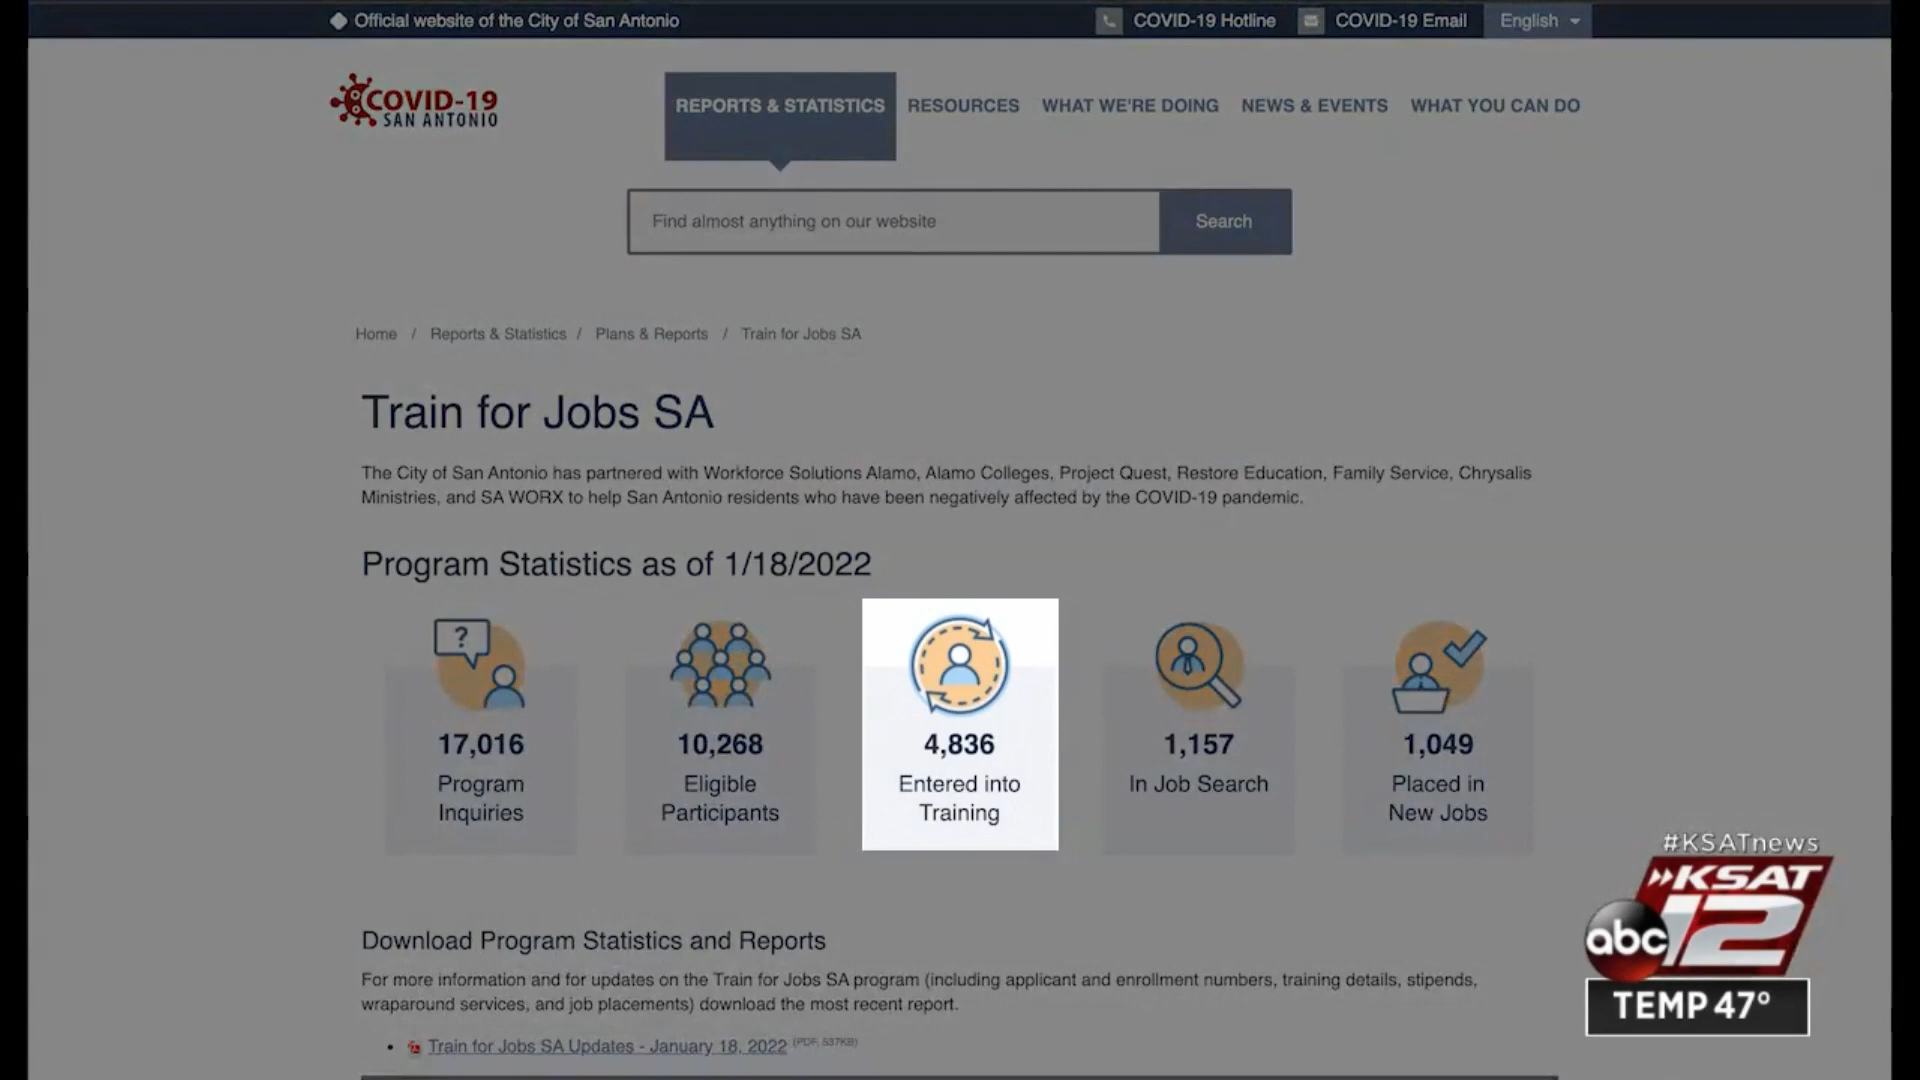 Official website of the City of San Antonio
COVID-19 Hotline
COVID-19 Email
English
COVID-19
SAN ANTONIO
REPORTS & STATISTICS
RESOURCES
WHAT WE'RE DOING
NEWS & EVENTS
WHAT YOU CAN DO
Find almost anything on our website
Search
Home / Reports & Statistics / Plans & Reports / Train for Jobs SA
Train for Jobs SA
The City of San Antonio has partnered with Workforce Solutions Alamo, Alamo Colleges, Project Quest, Restore Education, Family Service, Chrysalis
Ministries, and SA WORX to help San Antonio residents who have been negatively affected by the COVID-19 pandemic.
Program Statistics as of 1/18/2022
?
17,016
Program
Inquiries
10,268
Eligible
Participants
4,836
Entered into
Training
1,157
In Job Search
1,049
Placed in
New Jobs
Download Program Statistics and Reports
For more information and for updates on the Train for Jobs SA program (including applicant and enrollment numbers, training details, stipends,
wraparound services, and job placements) download the most recent report.
• Train for Jobs SA Updates - January 18, 2022 (PDF, 537KB)
#KSATnews
KSAT
abc 12
TEMP 47°